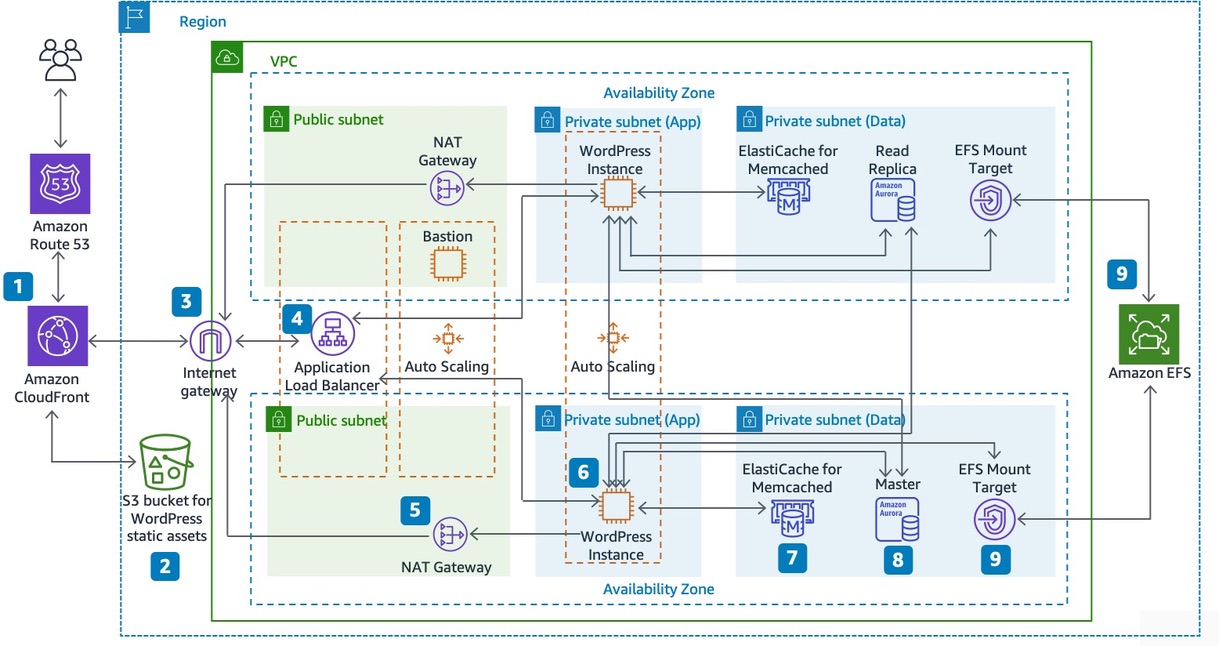 Region
VPC
Availability Zone
Public subnet
Private subnet (App)
Private subnet (Data)
NAT
Gateway
WordPress
Instance
ElastiCache for
Memcached
Read
Replica
EFS Mount
Target
M
Amazon
Aurora
53
Amazon
Route 53
Bastion
1
3
4
9
Amazon
CloudFront
Internet
gateway
Application
Load Balancer
Auto Scaling
Auto Scaling
Amazon EFS
Public subnet
Private subnet (App)
Private subnet (Data)
S3 bucket for
WordPress
static assets
2
5
NAT Gateway
6
WordPress
Instance
ElastiCache for
Memcached
M
7
Master
Amazon
Aurora
8
EFS Mount
Target
9
Availability Zone